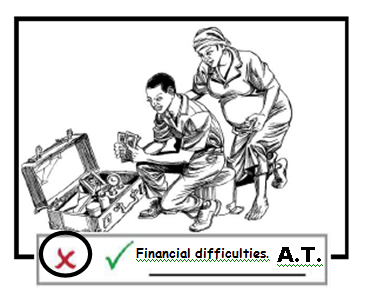 ✗ ✓ Financial difficulties. A.T.